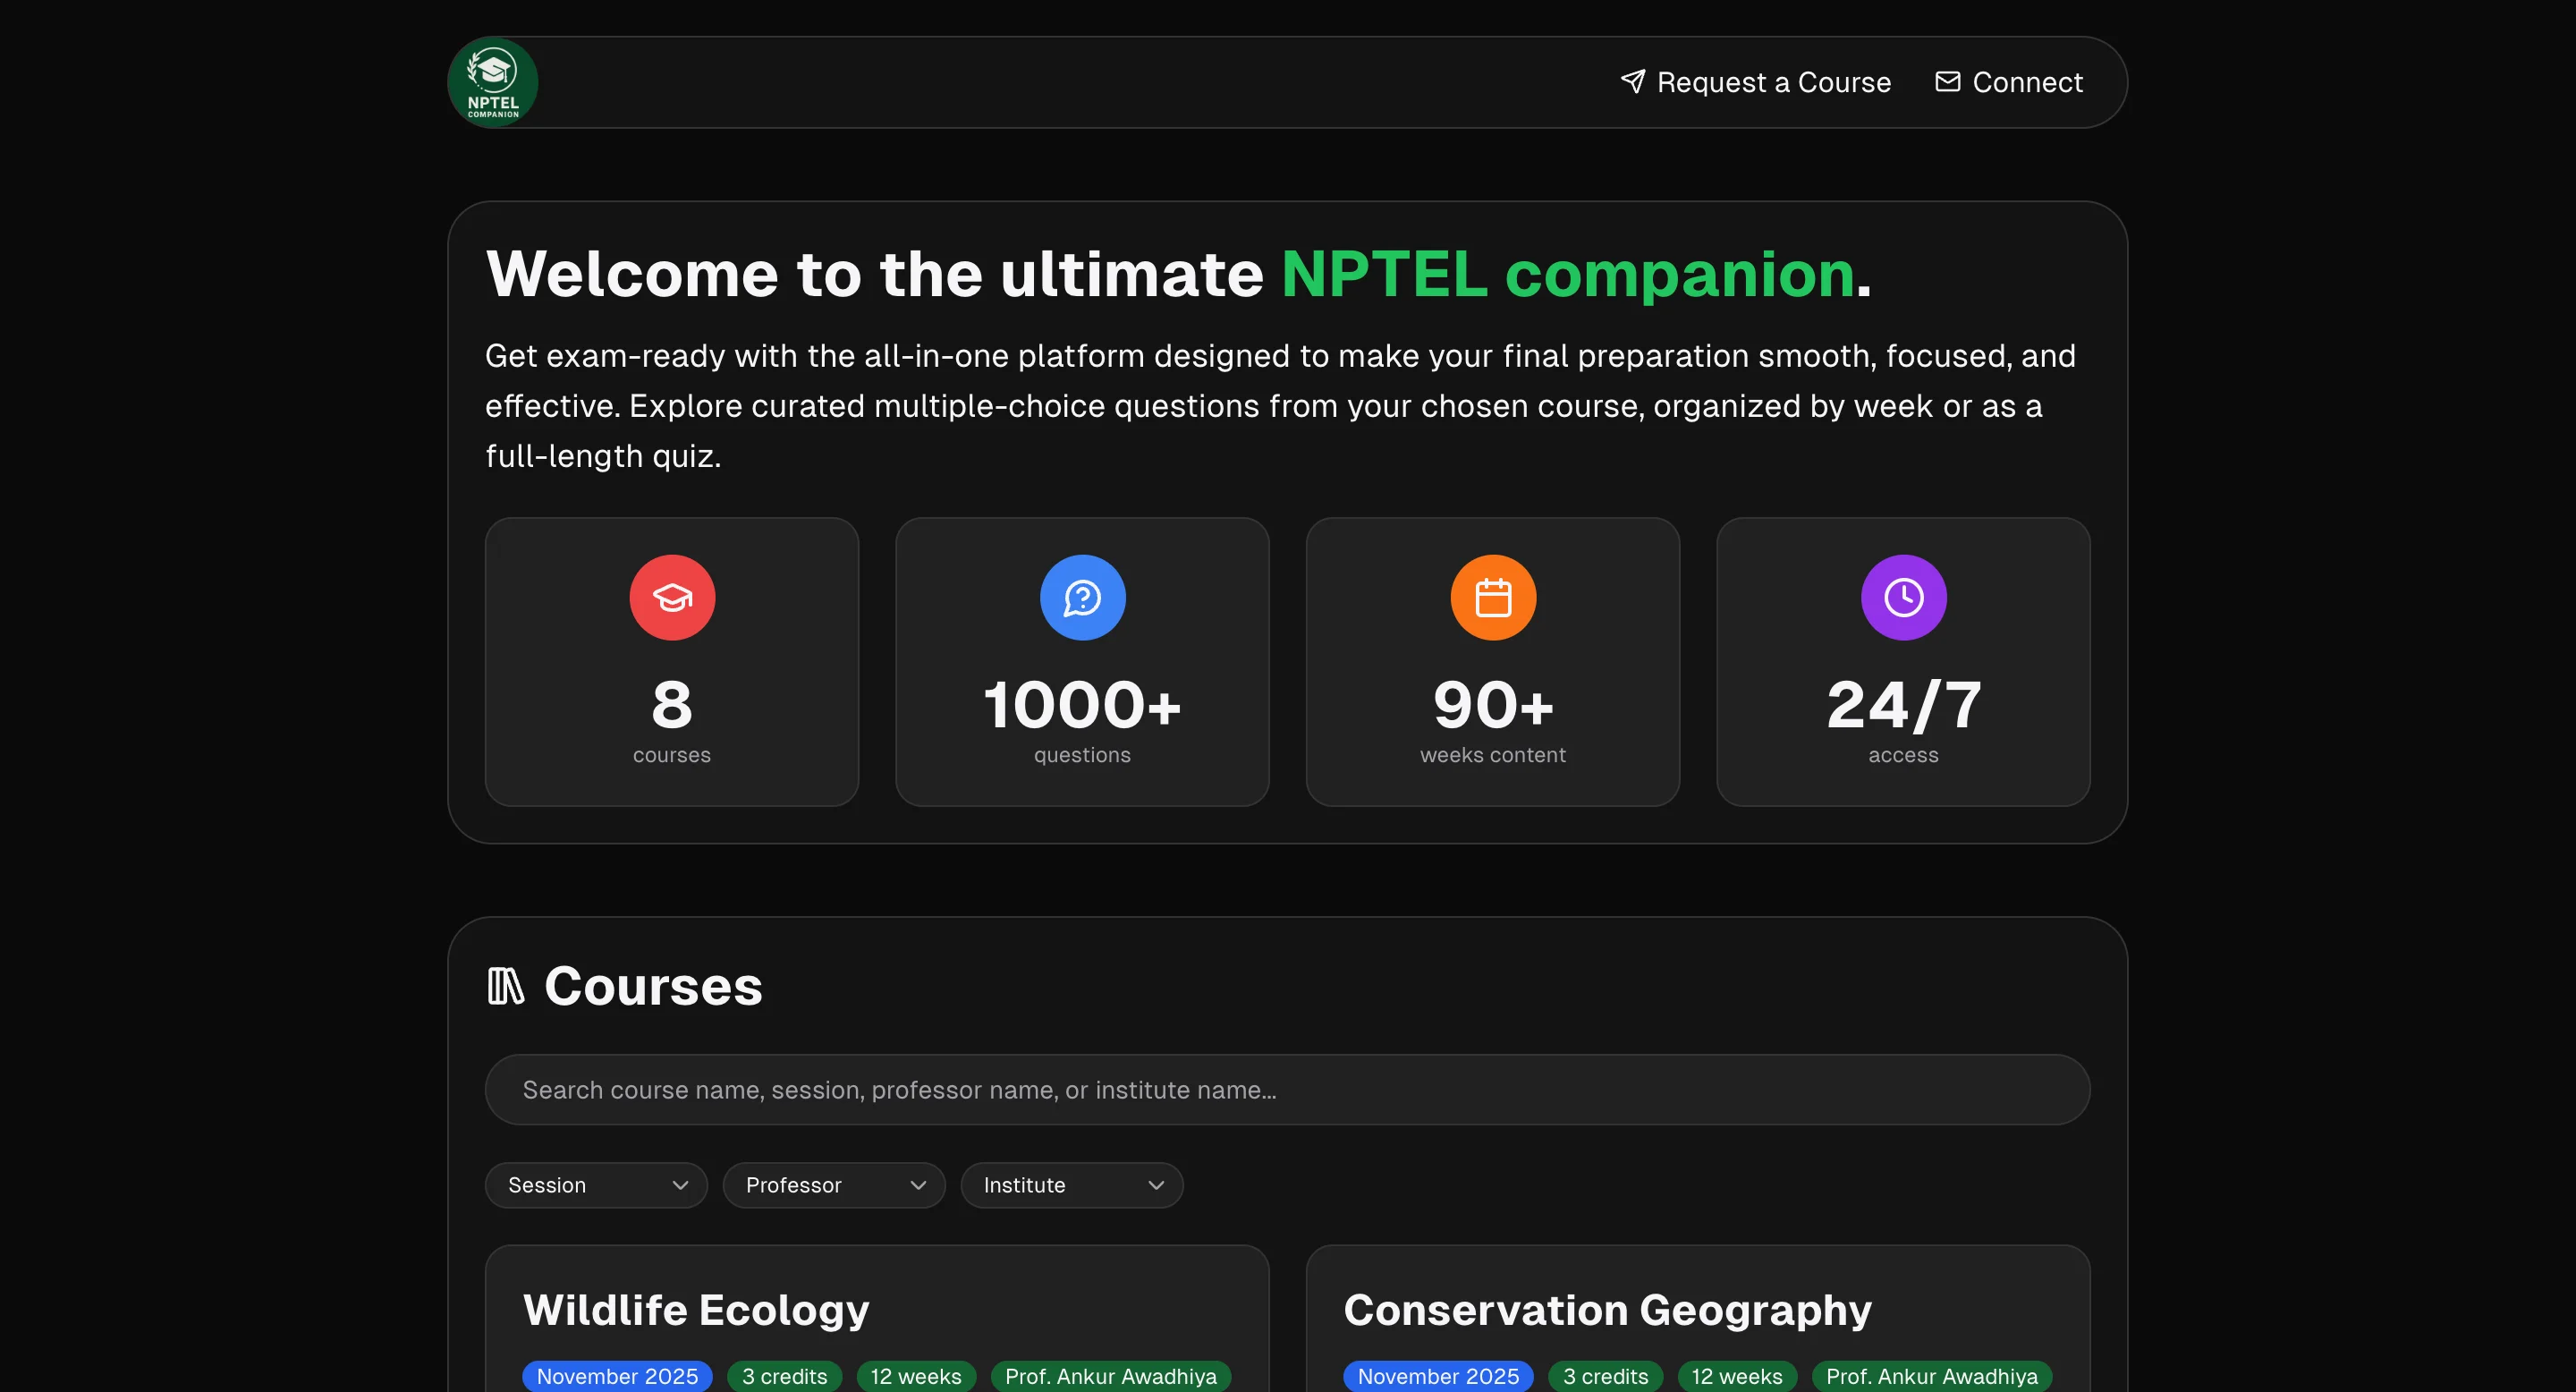 NPTEL
COMPANION
Request a Course
Connect
Welcome to the ultimate NPTEL companion.
Get exam-ready with the all-in-one platform designed to make your final preparation smooth, focused, and
effective. Explore curated multiple-choice questions from your chosen course, organized by week or as a
full-length quiz.
8
courses
1000+
questions
90+
weeks content
24/7
access
Courses
Search course name, session, professor name, or institute name...
Session
Professor
Institute
Wildlife Ecology
November 2025
3 credits
12 weeks
Prof. Ankur Awadhiya
Conservation Geography
November 2025
3 credits
12 weeks
Prof. Ankur Awadhiya